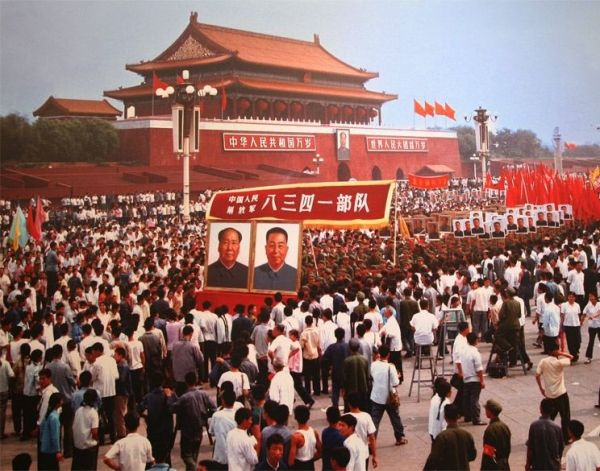 中华人民共和国万岁
世界人民大团结万岁
中国人民
解放军
八三四一部队